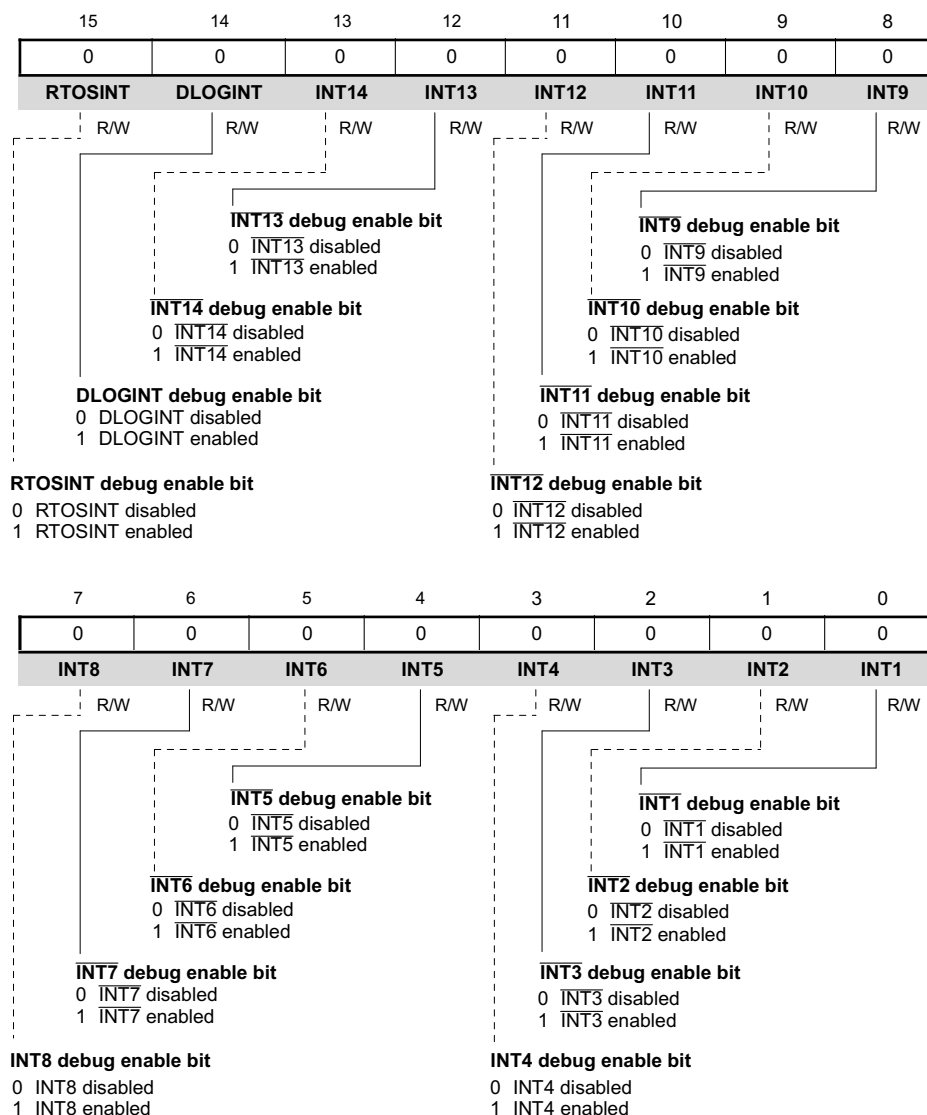 15 14 13 12 11 10 9 8
0 0 0 0 0 0 0 0
RTOSINT DLOGINT INT14 INT13 INT12 INT11 INT10 INT9
R/W R/W R/W R/W R/W R/W R/W R/W
INT13 debug enable bit
0 INT13 disabled
1 INT13 enabled
INT9 debug enable bit
0 INT9 disabled
1 INT9 enabled
INT14 debug enable bit
0 INT14 disabled
1 INT14 enabled
INT10 debug enable bit
0 INT10 disabled
1 INT10 enabled
DLOGINT debug enable bit
0 DLOGINT disabled
1 DLOGINT enabled
INT11 debug enable bit
0 INT11 disabled
1 INT11 enabled
RTOSINT debug enable bit
0 RTOSINT disabled
1 RTOSINT enabled
INT12 debug enable bit
0 INT12 disabled
1 INT12 enabled
7 6 5 4 3 2 1 0
0 0 0 0 0 0 0 0
INT8 INT7 INT6 INT5 INT4 INT3 INT2 INT1
R/W R/W R/W R/W R/W R/W R/W R/W
INT5 debug enable bit
0 INT5 disabled
1 INT5 enabled
INT1 debug enable bit
0 INT1 disabled
1 INT1 enabled
INT6 debug enable bit
0 INT6 disabled
1 INT6 enabled
INT2 debug enable bit
0 INT2 disabled
1 INT2 enabled
INT7 debug enable bit
0 INT7 disabled
1 INT7 enabled
INT3 debug enable bit
0 INT3 disabled
1 INT3 enabled
INT8 debug enable bit
0 INT8 disabled
1 INT8 enabled
INT4 debug enable bit
0 INT4 disabled
1 INT4 enabled